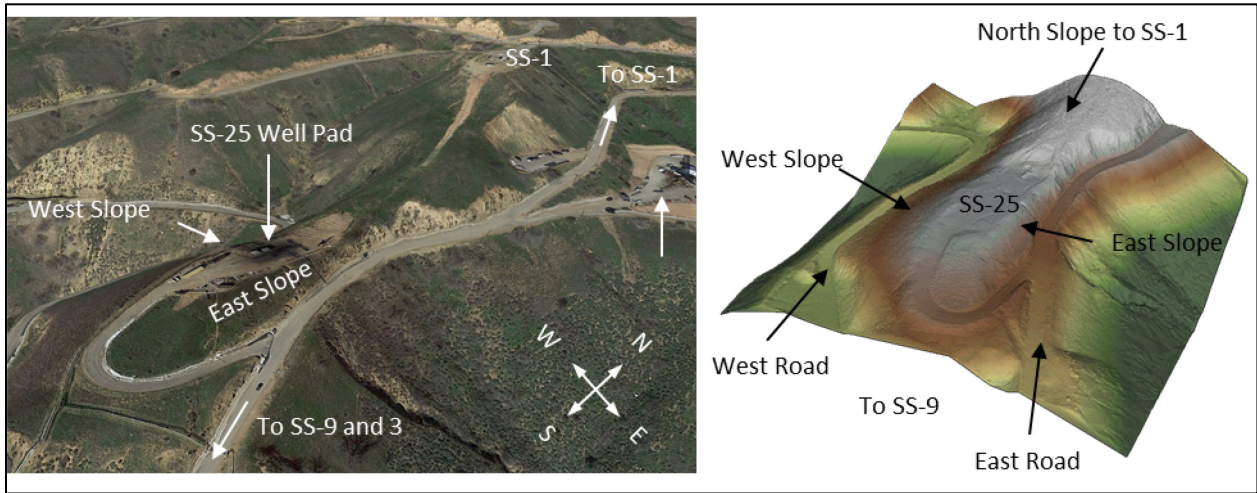 SS-1
To SS-1
SS-25 Well Pad
West Slope
East Slope
W
N
S
E
To SS-9 and 3
North Slope to SS-1
West Slope
SS-25
East Slope
West Road
To SS-9
East Road